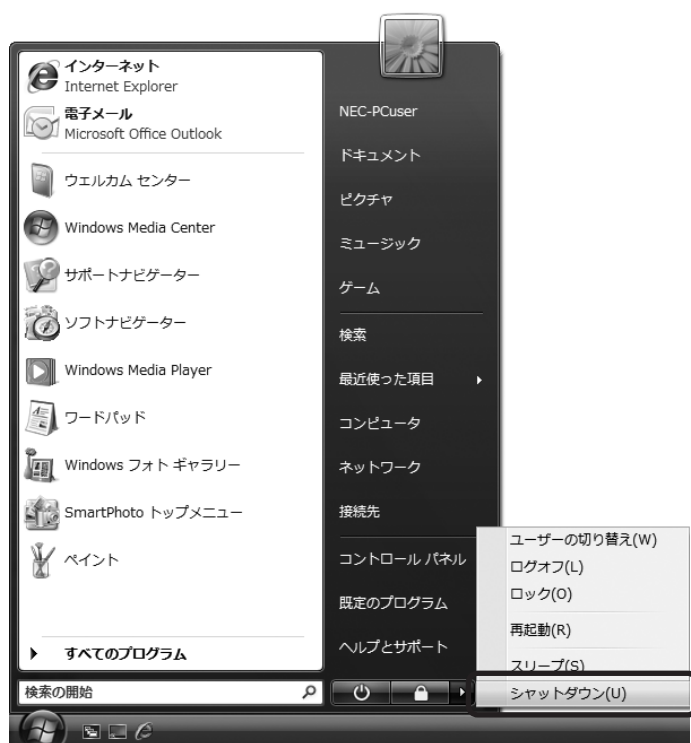 インターネット
Internet Explorer
電子メール
Microsoft Office Outlook
ウェルカム センター
Windows Media Center
サポートナビゲーター
ソフトナビゲーター
Windows Media Player
ワードパッド
Windows フォト ギャラリー
SmartPhoto トップメニュー
ペイント
すべてのプログラム
検索の開始
NEC-PCuser
ドキュメント
ピクチャ
ミュージック
ゲーム
検索
最近使った項目
コンピュータ
ネットワーク
接続先
コントロール パネル
既定のプログラム
ヘルプとサポート
ユーザーの切り替え(W)
ログオフ(L)
ロック(O)
再起動(R)
スリープ(S)
シャットダウン(U)